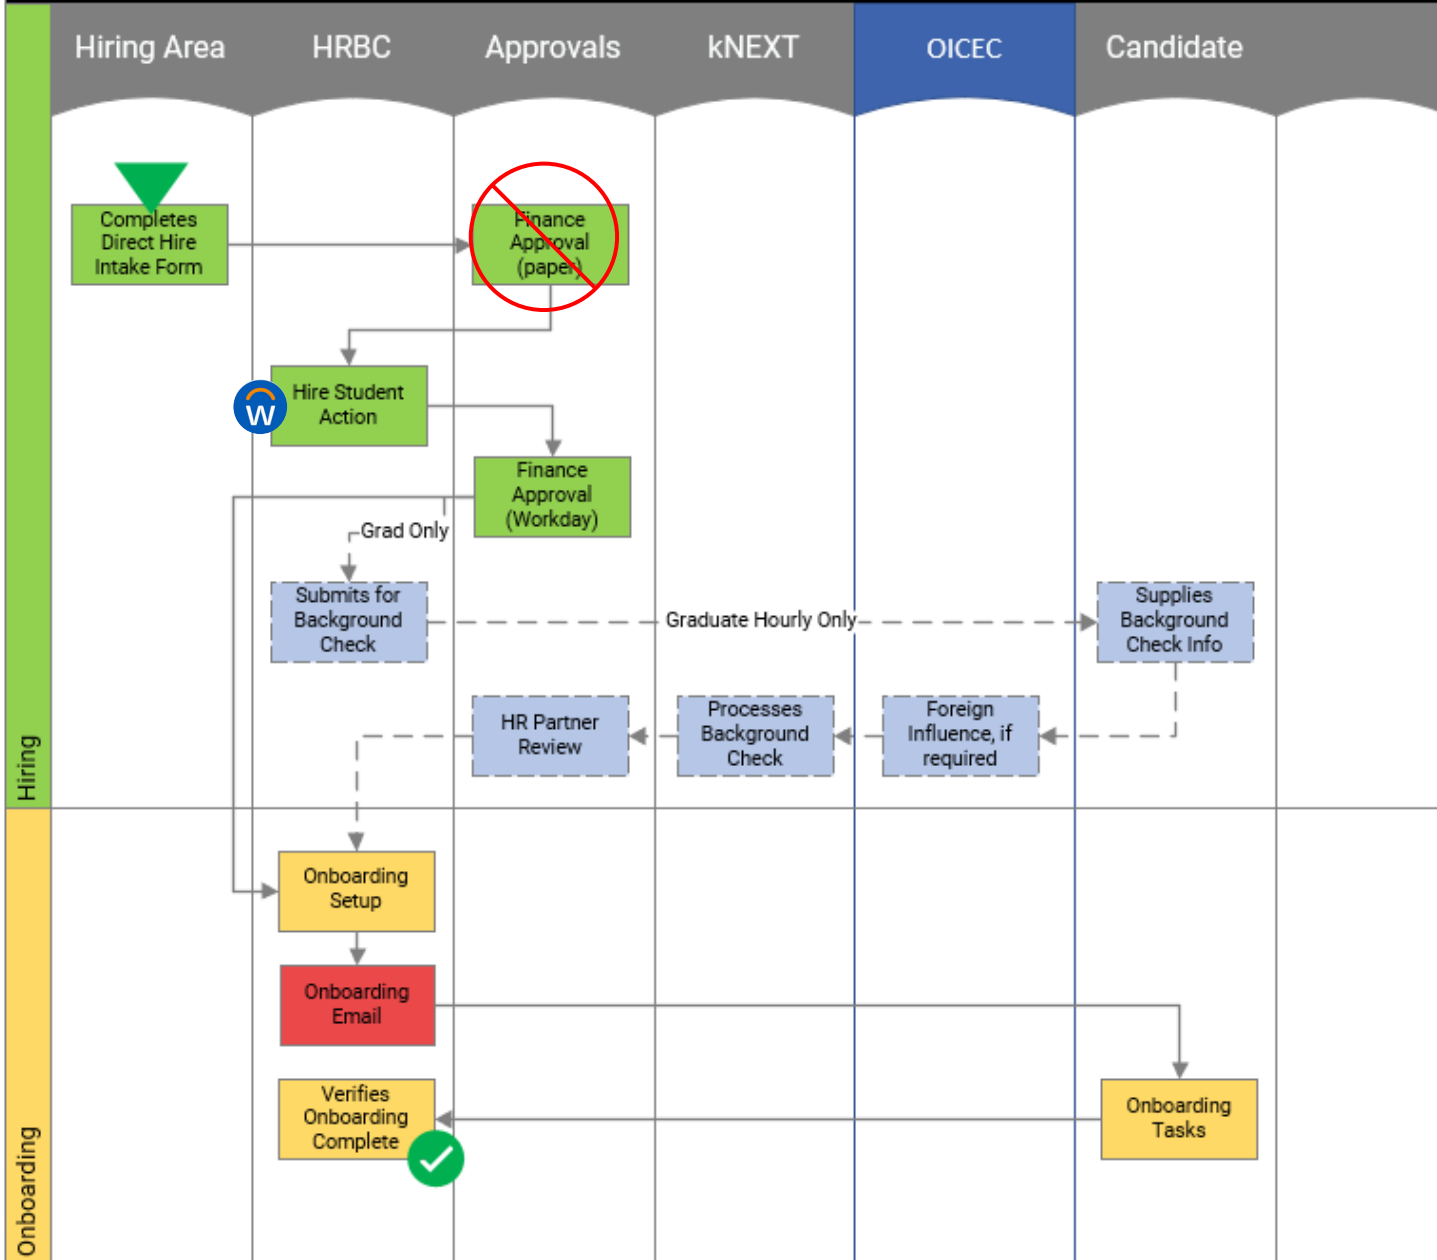 Hiring Area
HRBC
Approvals
kNEXT
OICEC
Candidate
Completes
Direct Hire
Intake Form
Finance
Approval
(paper)
W
Hire Student
Action
Finance
Approval
(Workday)
Grad Only
Submits for
Background
Check
Graduate Hourly Only
Supplies
Background
Check Info
HR Partner
Review
Processes
Background
Check
Foreign
Influence, if
required
Hiring
Onboarding
Setup
Onboarding
Email
Verifies
Onboarding
Complete
Onboarding
Tasks
Onboarding